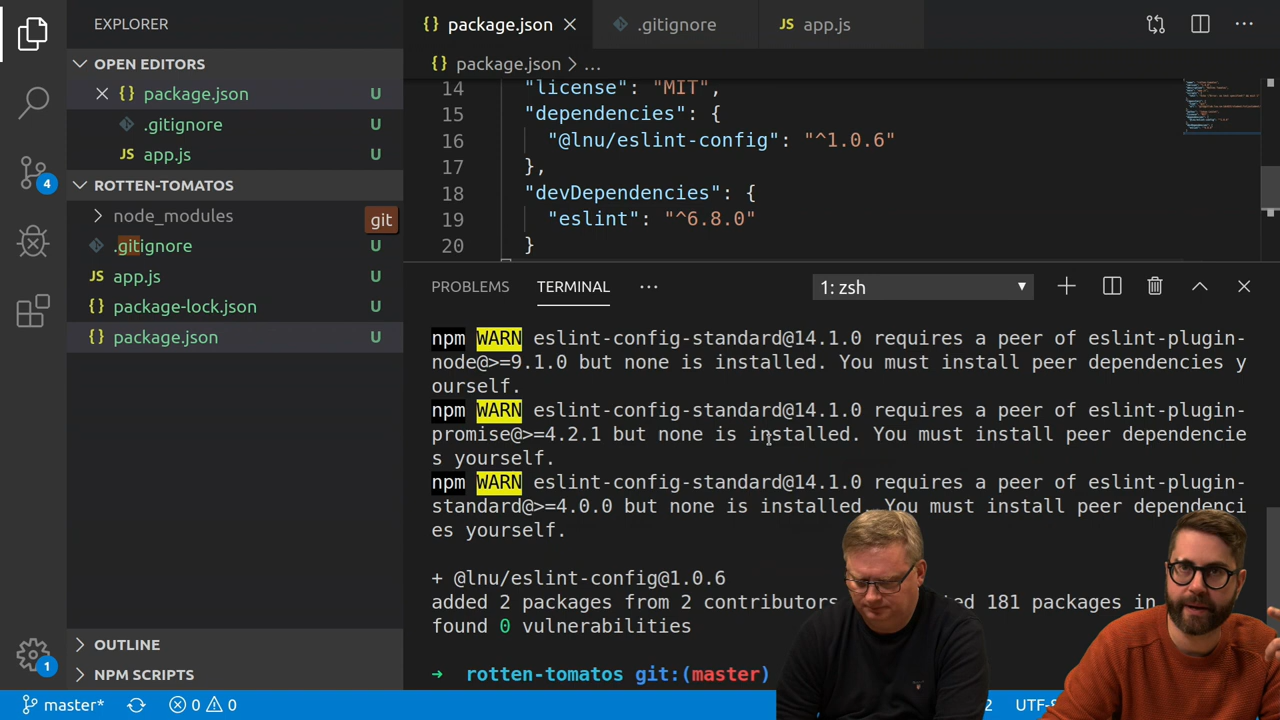 EXPLORER
OPEN EDITORS
package.json U
.gitignore U
app.js U
ROTTEN-TOMATOS
node_modules
git
.gitignore U
app.js U
package-lock.json U
package.json U
OUTLINE
NPM SCRIPTS
package.json
.gitignore
JS app.js
package.json > ...
14 "license": "MIT",
15 "dependencies": {
16 "@lnu/eslint-config": "^1.0.6"
17 },
18 "devDependencies": {
19 "eslint": "^6.8.0"
20 }
PROBLEMS TERMINAL ... 1: zsh
npm WARN eslint-config-standard@14.1.0 requires a peer of eslint-plugin-
node@>=9.1.0 but none is installed. You must install peer dependencies y
ourself.
npm WARN eslint-config-standard@14.1.0 requires a peer of eslint-plugin-
promise@>=4.2.1 but none is installed. You must install peer dependencie
s yourself.
npm WARN eslint-config-standard@14.1.0 requires a peer of eslint-plugin-
standard@>=4.0.0 but none is installed. You must install peer dependenci
es yourself.
+ @lnu/eslint-config@1.0.6
added 2 packages from 2 contributors 181 packages in
found 0 vulnerabilities
→ rotten-tomatos git:(master)
master* 0 0